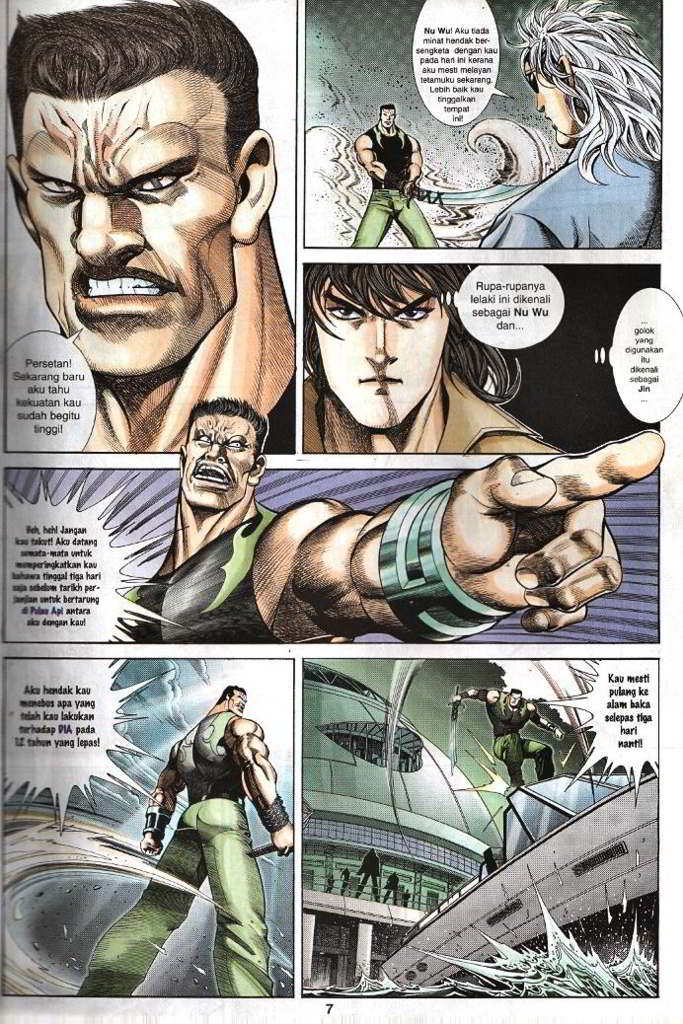 Persetan!
Sekarang baru
aku tahu
kekuatan kau
sudah begitu
tinggi!
Nu Wu! Aku tiada
minat hendak ber-
sengketa dengan kau
pada hari ini kerana
aku mesti melayan
tetamuku sekarang.
Lebih baik kau
tinggalkan
tempat
ini!
Rupa-rupanya
lelaki ini dikenali
sebagai Nu Wu
dan...
... golok
yang
digunakan
itu
dikenali
sebagai
Jin
...
Heh, heh! Jangan
kau takut! Aku datang
semata-mata untuk
memperingatkan kau
bahawa tinggal tiga hari
saja sebelum tarikh per-
janjian untuk bertarung
di Pulau Api antara
aku dengan kau!
Aku hendak kau
menebus apa yang
telah kau lakukan
terhadap DIA pada
12 tahun yang lepas!
Kau mesti
pulang ke
alam baka
selepas tiga
hari
nanti!
7